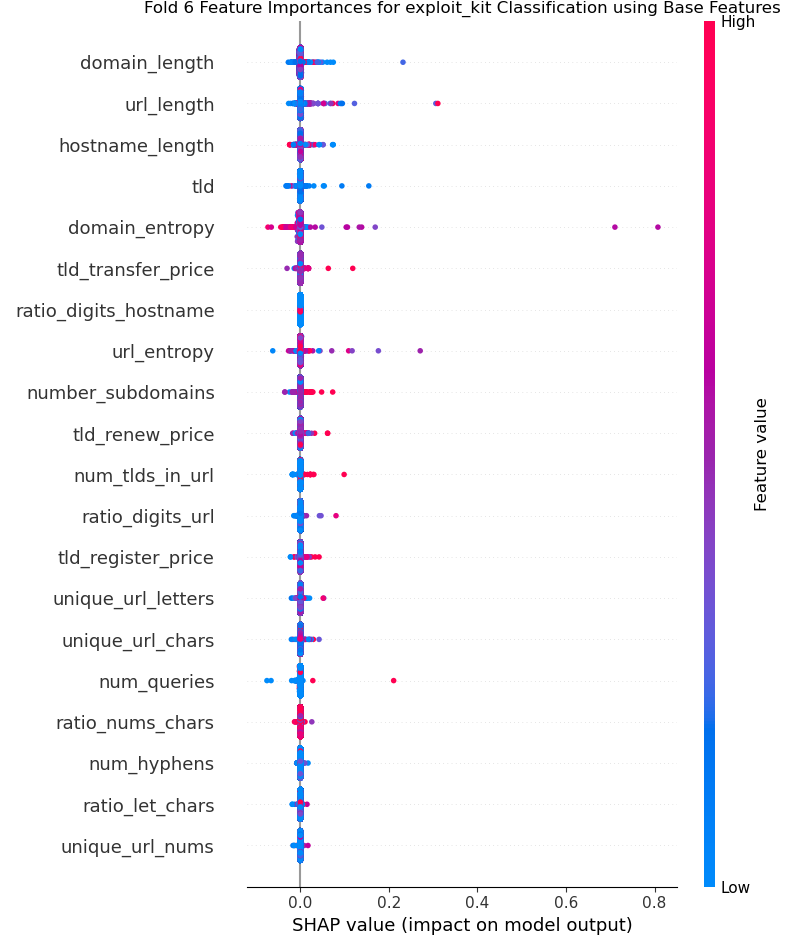 Fold 6 Feature Importances for exploit_kit Classification using Base Features
High
domain_length
url_length
hostname_length
tld
domain_entropy
tld_transfer_price
ratio_digits_hostname
url_entropy
number_subdomains
tld_renew_price
num_tlds_in_url
ratio_digits_url
tld_register_price
unique_url_letters
unique_url_chars
num_queries
ratio_nums_chars
num_hyphens
ratio_let_chars
unique_url_nums
Feature value
Low
0.0 0.2 0.4 0.6 0.8
SHAP value (impact on model output)